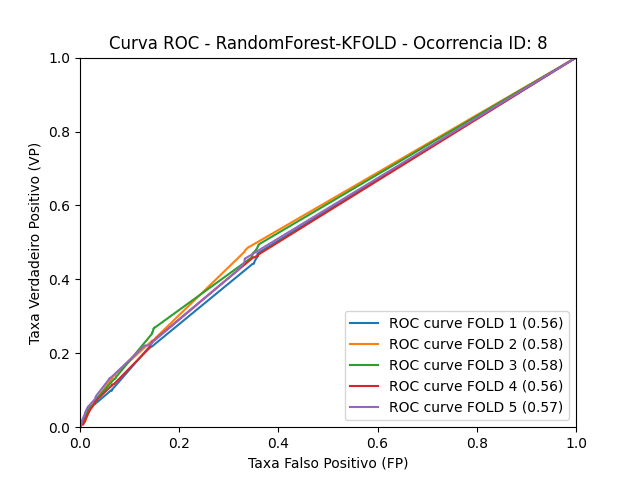 Curva ROC - RandomForest-KFOLD - Ocorrencia ID: 8
1.0
0.8
0.6
0.4
0.2
0.0
Taxa Verdadeiro Positivo (VP)
ROC curve FOLD 1 (0.56)
ROC curve FOLD 2 (0.58)
ROC curve FOLD 3 (0.58)
ROC curve FOLD 4 (0.56)
ROC curve FOLD 5 (0.57)
0.0 0.2 0.4 0.6 0.8 1.0
Taxa Falso Positivo (FP)